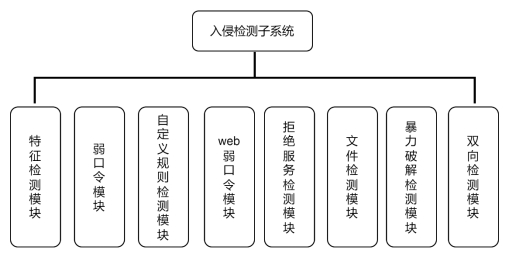 入侵检测子系统
特征检测模块
弱口令模块
自定义规则检测模块
web弱口令模块
拒绝服务检测模块
文件检测模块
暴力破解检测模块
双向检测模块